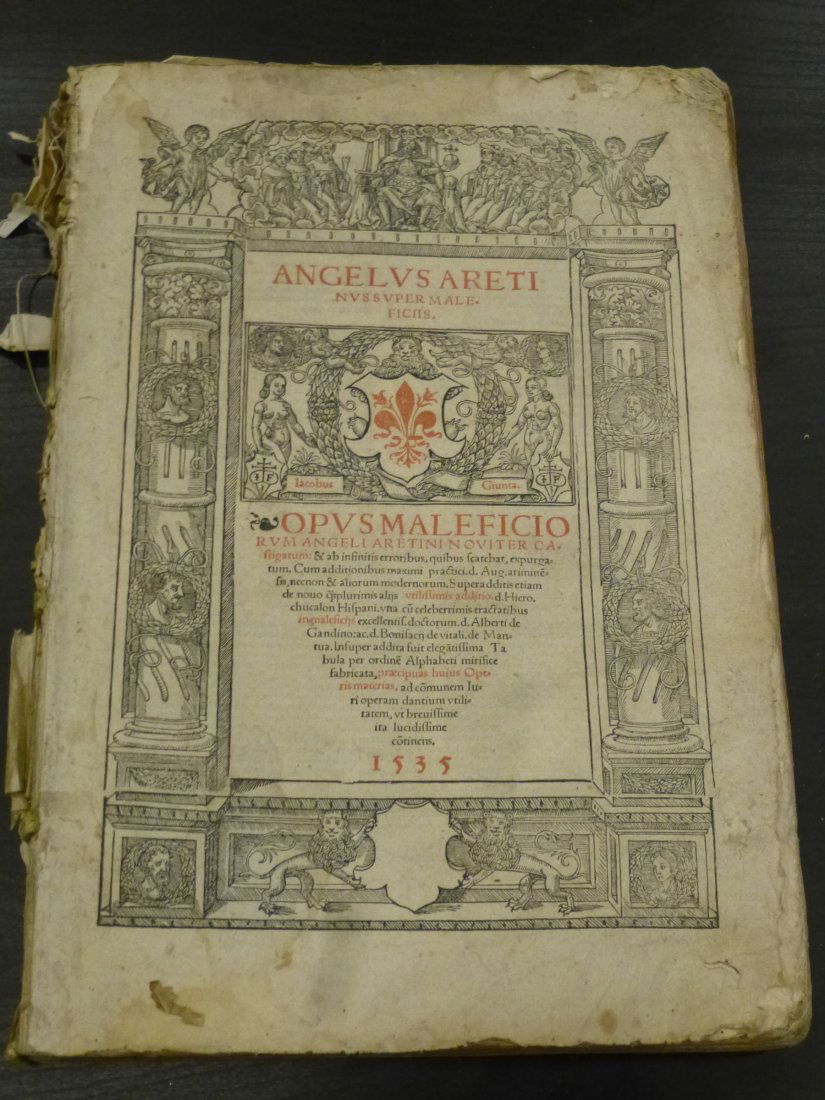 ANGELVS ARETI
NVS SVPER MALE-
FICIIS.
Iacobus Giunta.
I F I F
OPVS MALEFICIO
RVM ANGELI ARETINI NOVITER CA-
ſtigatum: & ab infinitis erroribus, quibus ſcatebat, expurga-
tum. Cum additionibus maximi practici. d. Aug. ariminē-
ſis, necnon & aliorum modernorum. Superadditis etiam
de nouo q̃plurimis alijs vtiliſſimis additio. d. Hiero.
chucalon Hiſpani. vna cū celeberrimis tractatibus
in maleficijs excellentiſ. doctorum. d. Alberti de
Gandino: ac. d. Bonifacij de vitali. de Man-
tua. Inſuper addita fuit elegātiſſima Ta
bula per ordinē Alphabeti mirifice
fabricata, præcipuas huius Ope-
ris materias, ad cōmunem Iu-
ri operam dantium vtili-
tatem, vt breuiſſime
ita lucidiſſime
cōtinens.
1535